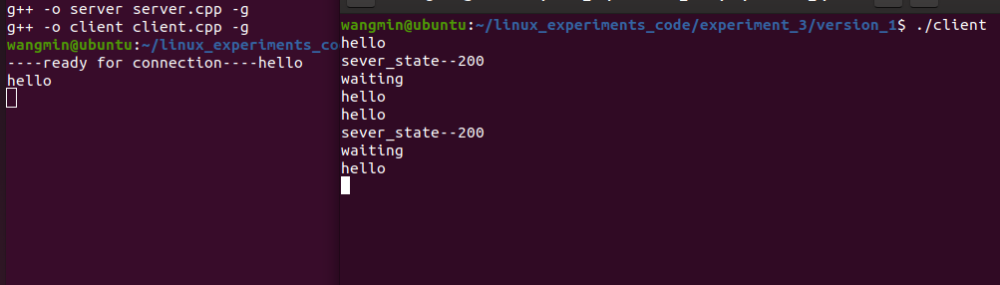 g++ -o server server.cpp -g
g++ -o client client.cpp -g
wangmin@ubuntu:~/linux_experiments_co
----ready for connection----hello
hello
wangmin@ubuntu:~/linux_experiments_code/experiment_3/version_1$ ./client
hello
sever_state--200
waiting
hello
hello
sever_state--200
waiting
hello